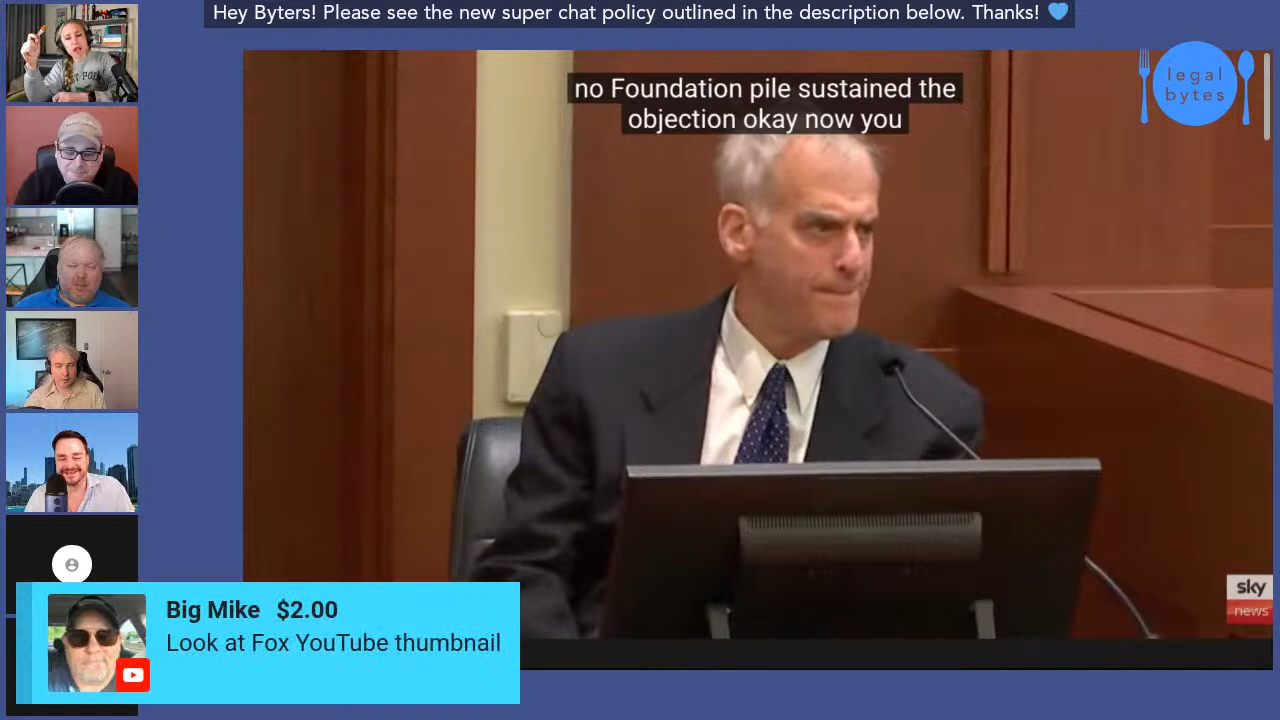 Hey Byters! Please see the new super chat policy outlined in the description below. Thanks! 💙
legal
bytes
no Foundation pile sustained the
objection okay now you
sky
news
Big Mike $2.00
Look at Fox YouTube thumbnail